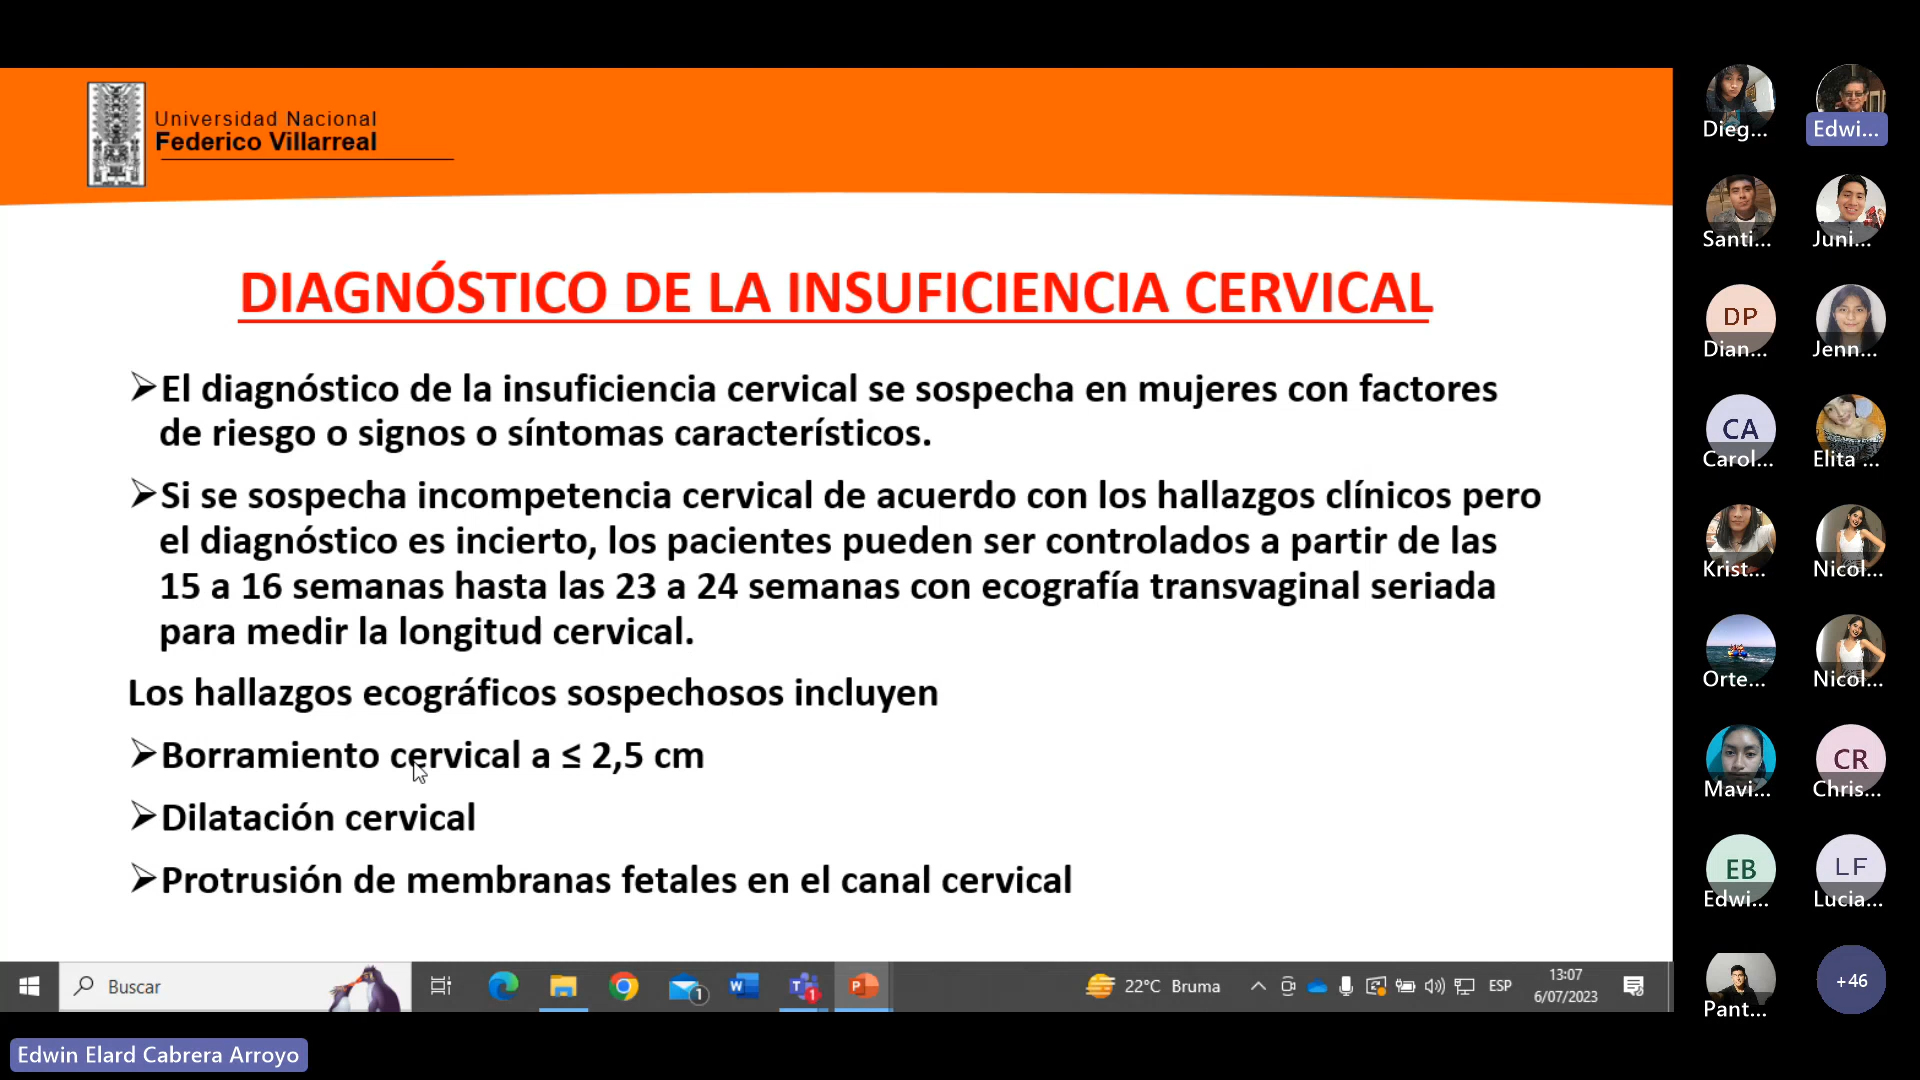 Universidad Nacional
Federico Villarreal
DIAGNÓSTICO DE LA INSUFICIENCIA CERVICAL
➢El diagnóstico de la insuficiencia cervical se sospecha en mujeres con factores
de riesgo o signos o síntomas característicos.
➢Si se sospecha incompetencia cervical de acuerdo con los hallazgos clínicos pero
el diagnóstico es incierto, los pacientes pueden ser controlados a partir de las
15 a 16 semanas hasta las 23 a 24 semanas con ecografía transvaginal seriada
para medir la longitud cervical.
Los hallazgos ecográficos sospechosos incluyen
➢Borramiento cervical a ≤ 2,5 cm
➢Dilatación cervical
➢Protrusión de membranas fetales en el canal cervical
Buscar
1
1
22°C Bruma
ESP
13:07
6/07/2023
Edwin Elard Cabrera Arroyo
Dieg...
Edwi...
Santi...
Juni...
DP
Dian...
Jenn...
CA
Carol...
Elita ...
Krist...
Nicol...
Orte...
Nicol...
Mavi...
CR
Chris...
EB
Edwi...
LF
Lucia...
Pant...
+46